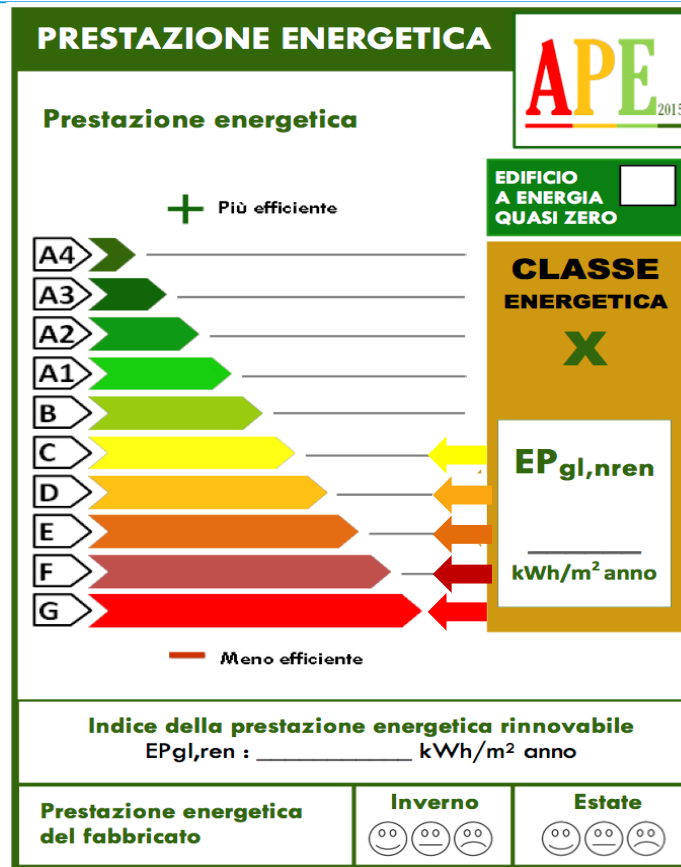 PRESTAZIONE ENERGETICA
APE 2015
Prestazione energetica
EDIFICIO
A ENERGIA
QUASI ZERO
+ Più efficiente
A4
A3
A2
A1
B
C
D
E
F
G
CLASSE
ENERGETICA
X
EPgl,nren
________
kWh/m² anno
— Meno efficiente
Indice della prestazione energetica rinnovabile
EPgl,ren : ____________ kWh/m² anno
Prestazione energetica
del fabbricato
Inverno
Estate